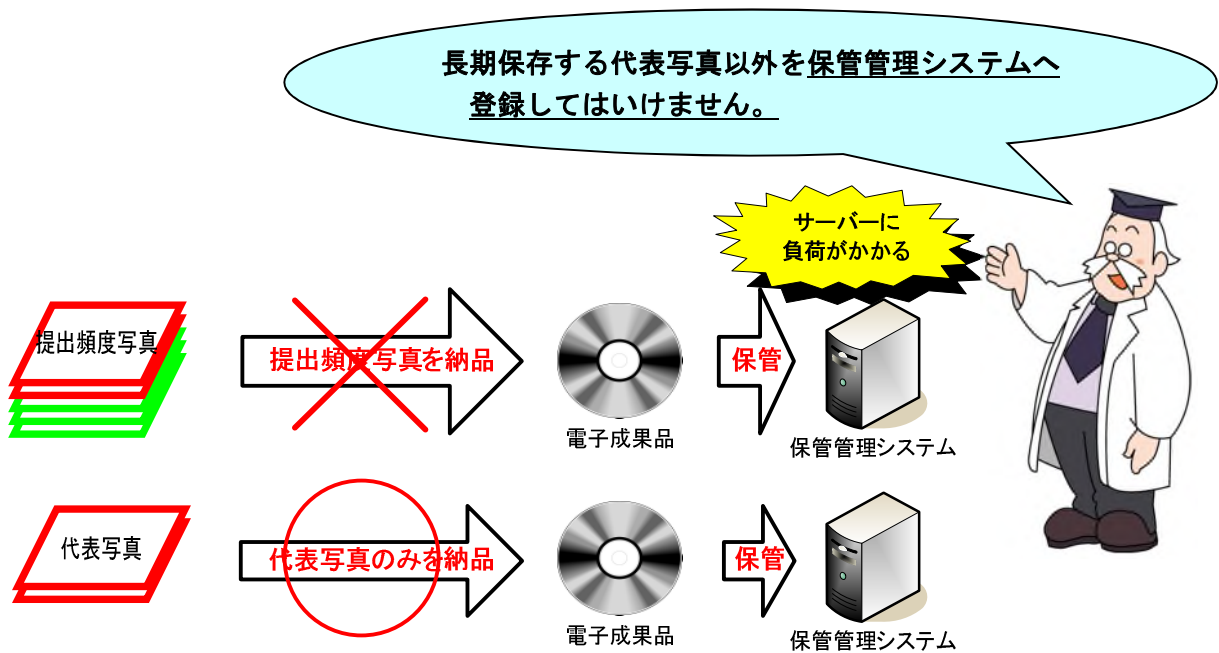 長期保存する代表写真以外を保管管理システムへ
登録してはいけません。
サーバーに
負荷がかかる
提出頻度写真
提出頻度写真を納品
保管
電子成果品
保管管理システム
代表写真
代表写真のみを納品
保管
電子成果品
保管管理システム